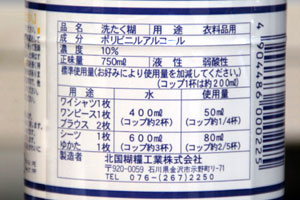 品名 洗たく糊 用途 衣料品用
成分 ポリビニルアルコール
濃度 10%
正味量 750mℓ 液性 弱酸性
標準使用量(お好みにより使用量を加減してください。)
(コップ1杯は約200mℓ)
用途 水 使用量
ワイシャツ1枚
ワンピース1枚 400mℓ 50mℓ
ブラウス 2枚 (コップ約2杯) (コップ約1/4杯)
シーツ 1枚 600mℓ 80mℓ
ゆかた 1枚 (コップ約3杯) (コップ約2/5杯)
製造者 北国糊糧工業株式会社
〒920-0059 石川県金沢市示野町リ-71
TEL 076-(267)2250
4904486000225